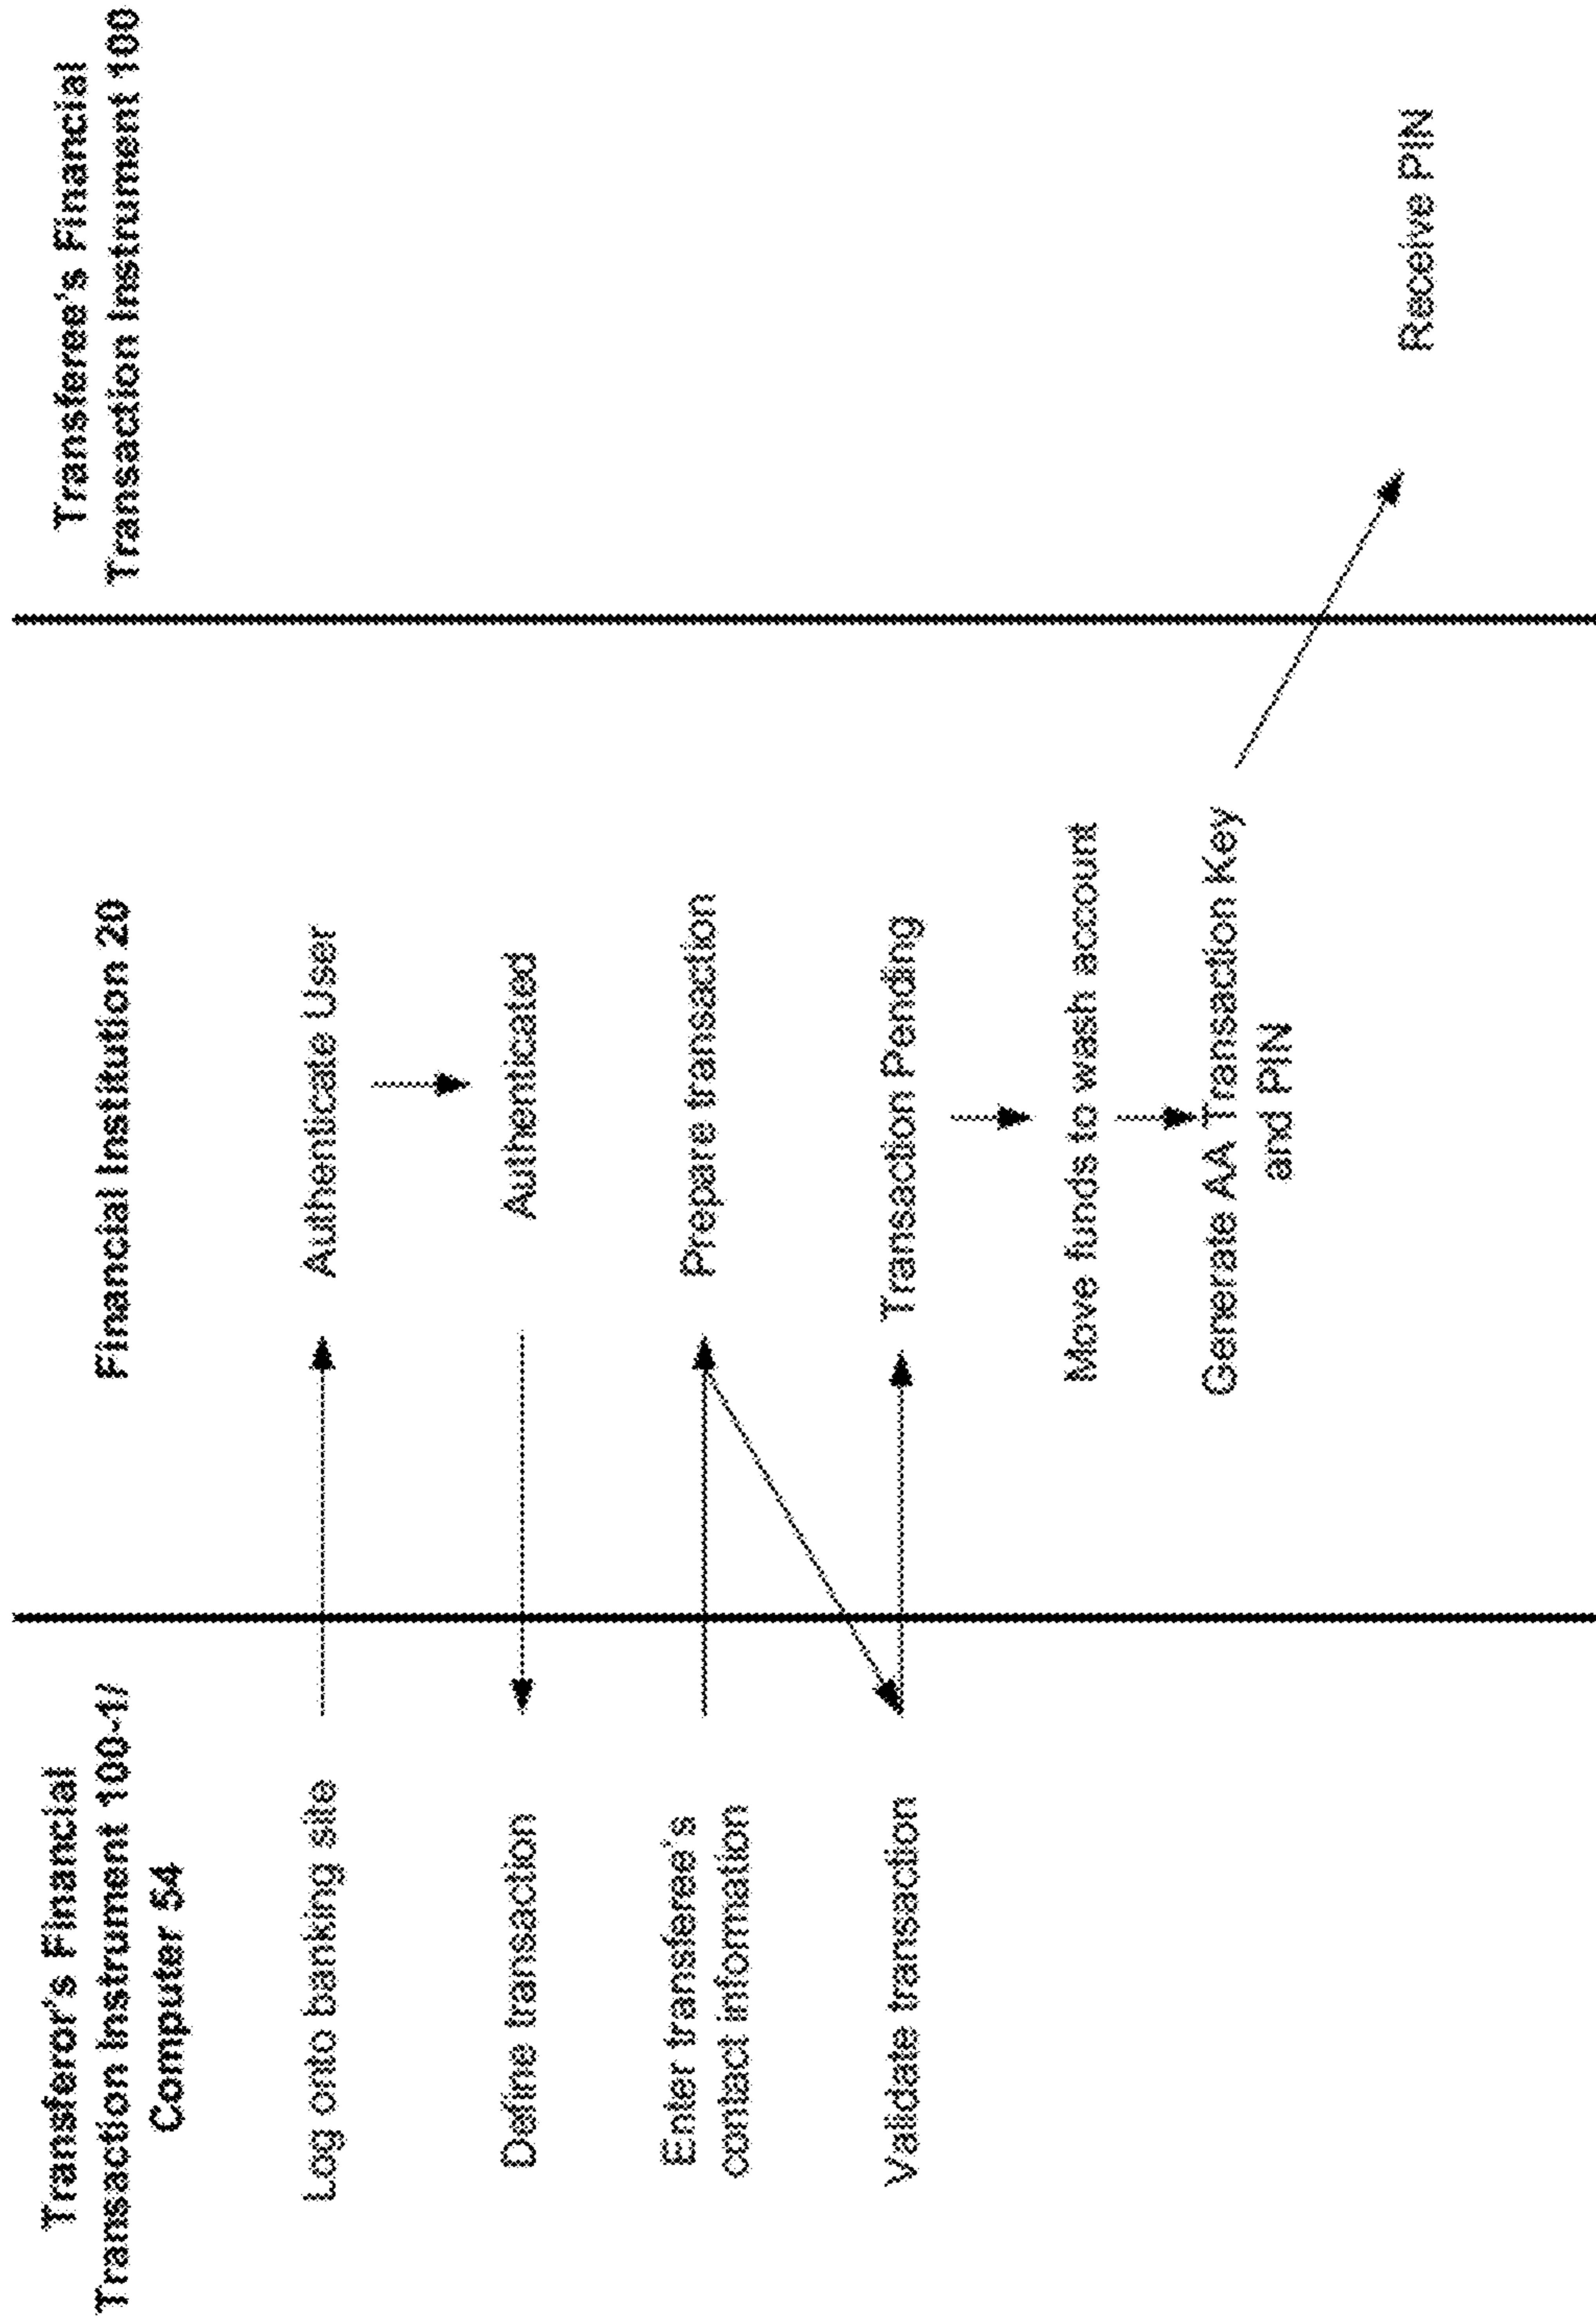 Transferor's Financial
Transaction Instrument 100-1/
Computer 54
Financial Institution 20
Transferee's Financial
Transaction Instrument 100
Log onto banking site
Authenticate User
Define transaction
Authenticated
Enter transferee's
contact information
Prepare transaction
Validate transaction
Transaction Pending
Move funds to wash account
Generate AA Transaction Key
and PIN
Receive PIN